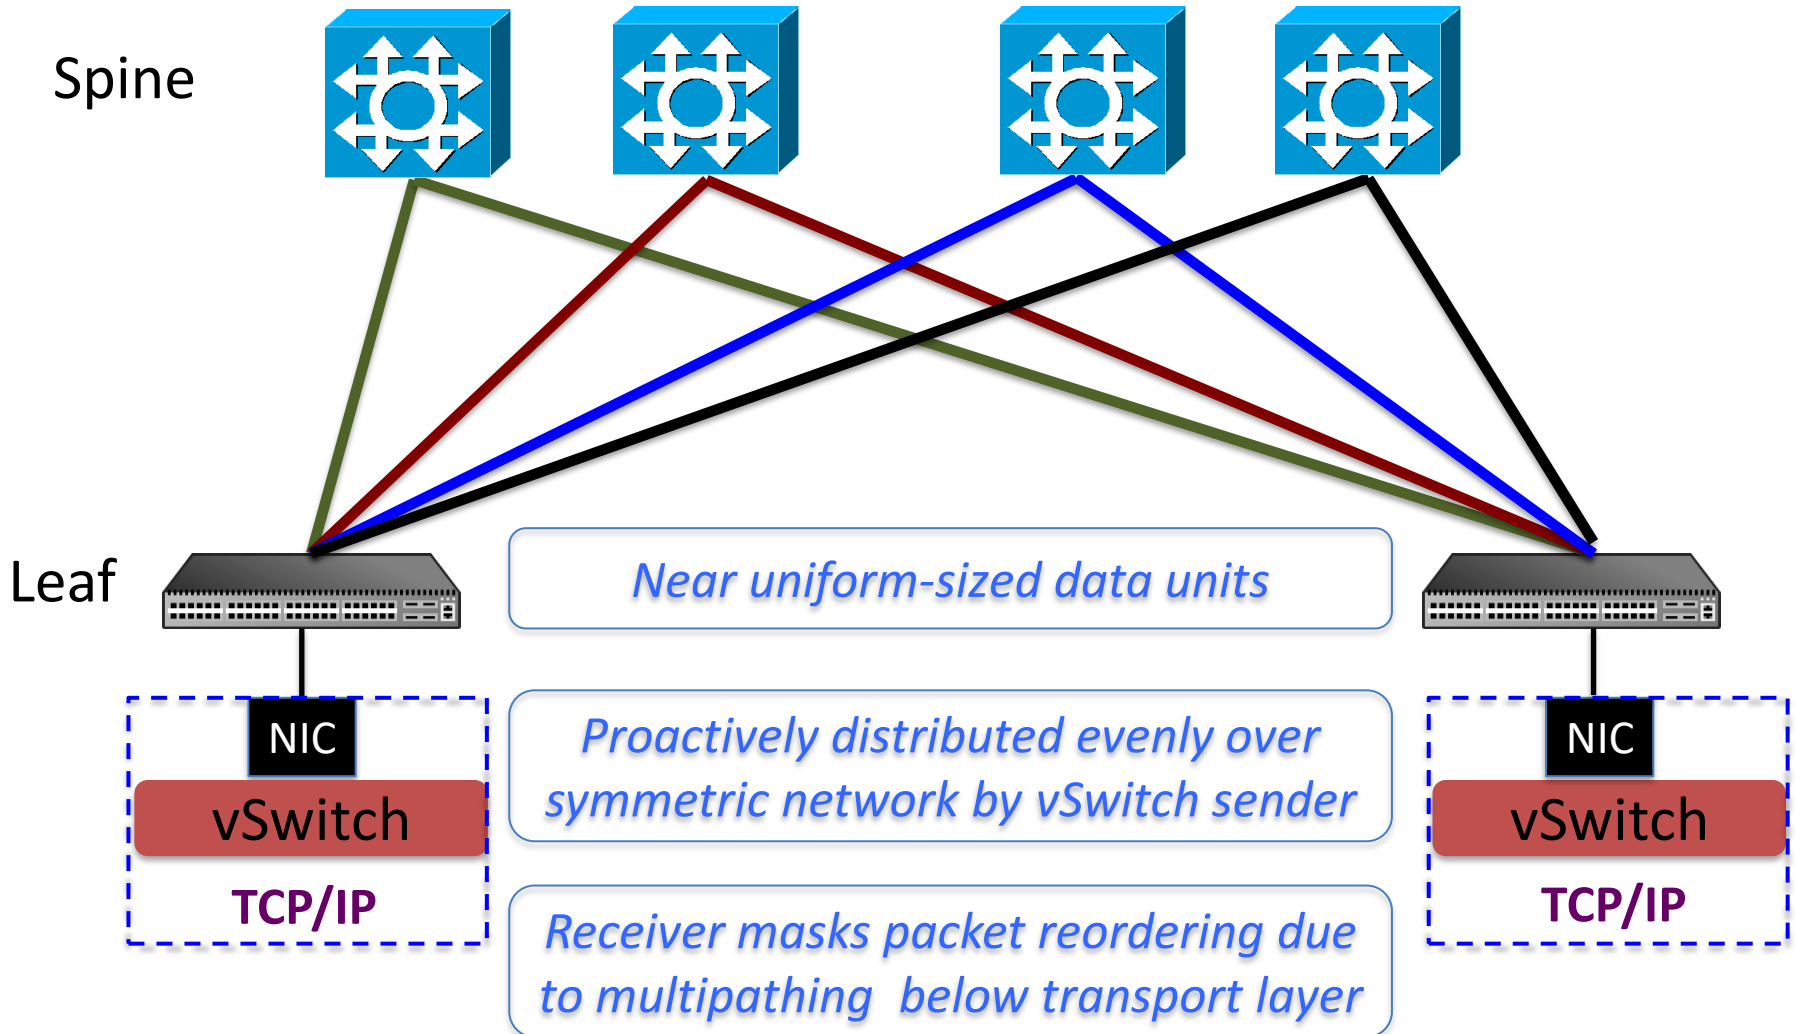 Spine
Leaf
Near uniform-sized data units
NIC
NIC
Proactively distributed evenly over
symmetric network by vSwitch sender
vSwitch
vSwitch
TCP/IP
TCP/IP
Receiver masks packet reordering due
to multipathing below transport layer